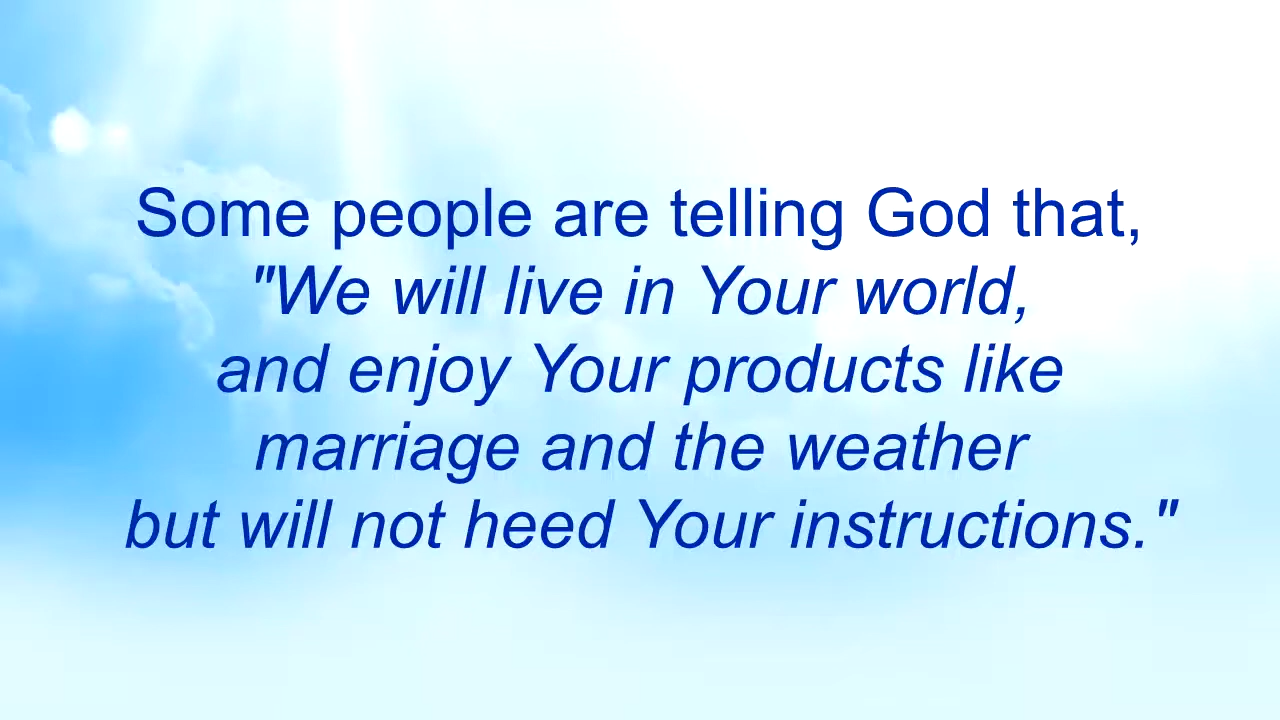 Some people are telling God that,
"We will live in Your world,
and enjoy Your products like
marriage and the weather
but will not heed Your instructions."